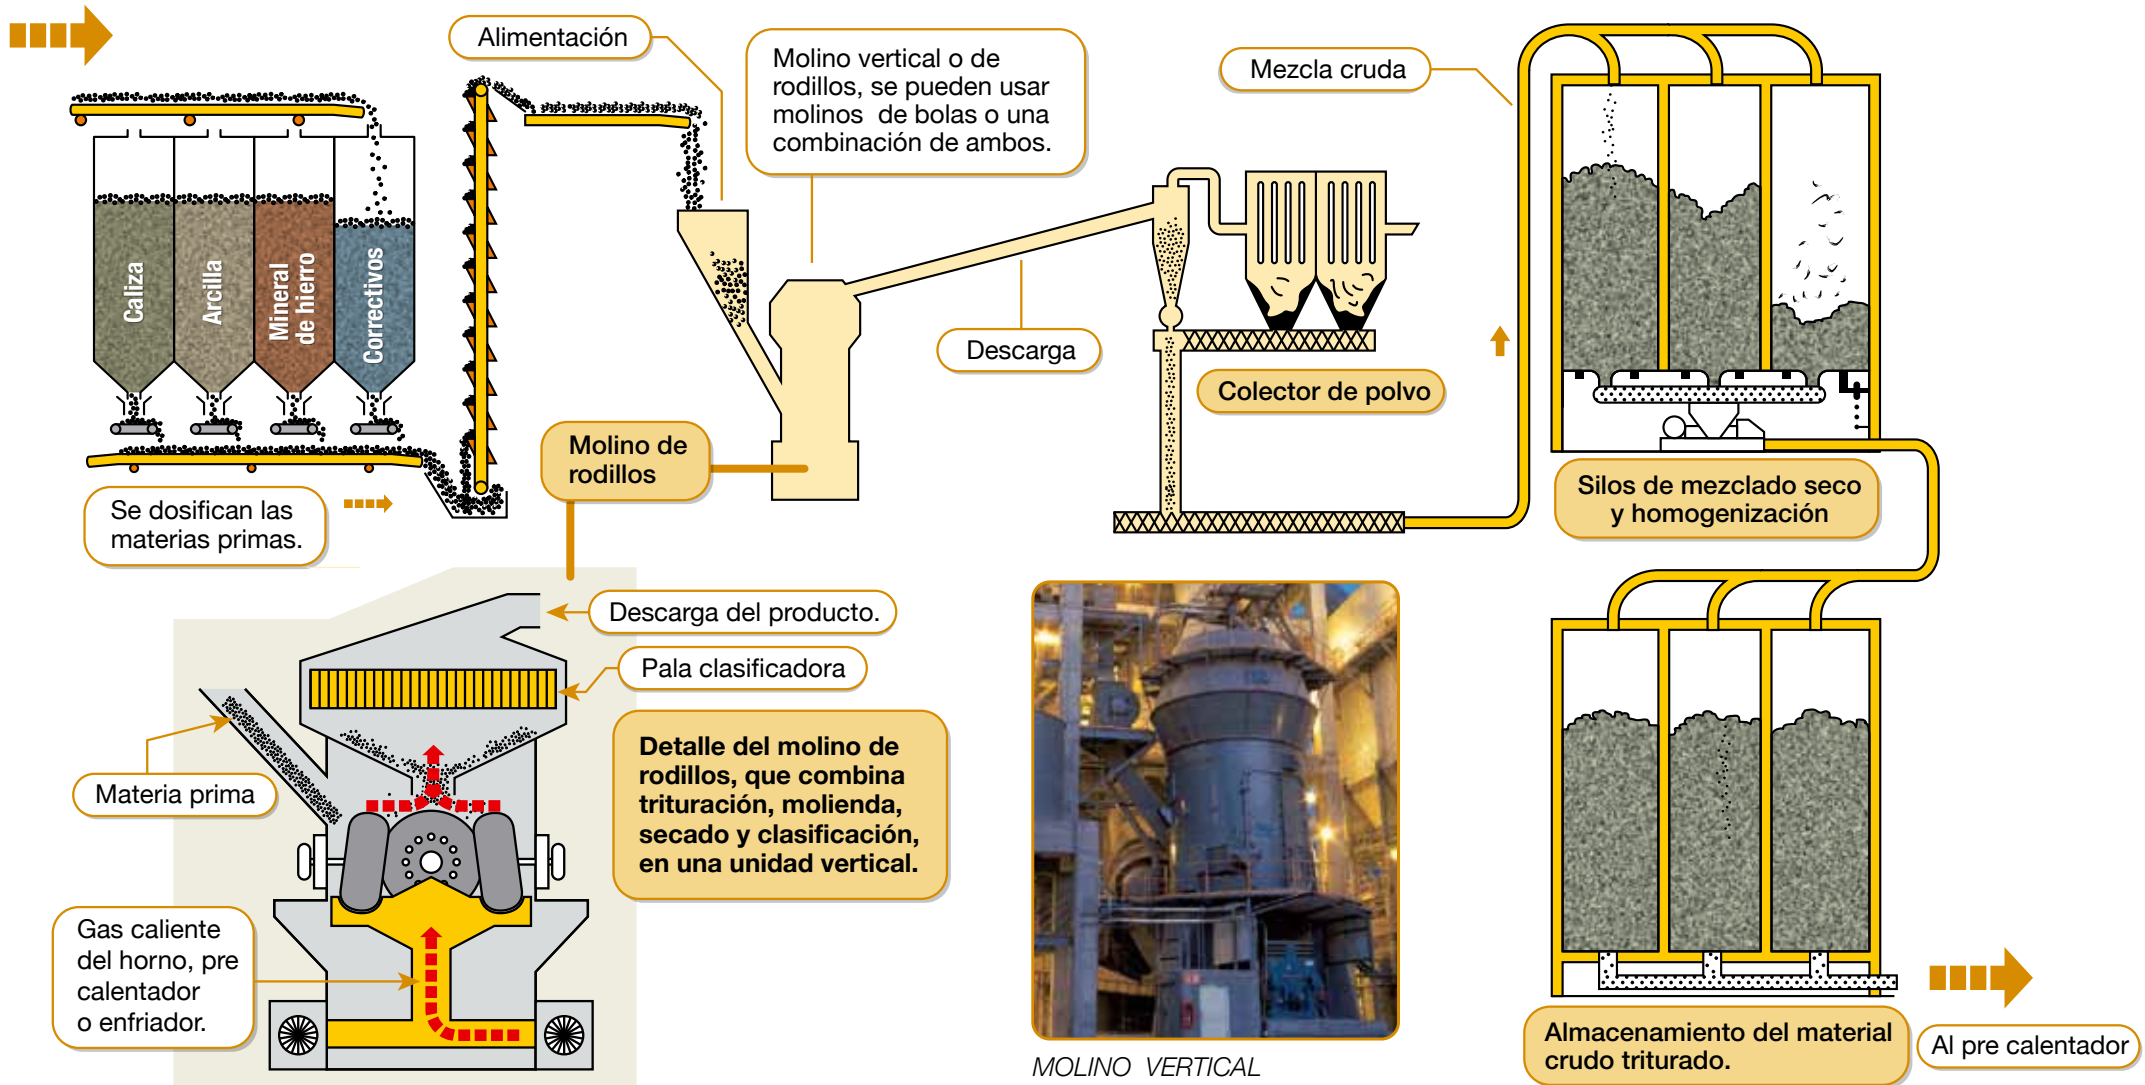 Alimentación
Molino vertical o de
rodillos, se pueden usar
molinos de bolas o una
combinación de ambos.
Mezcla cruda
Caliza
Arcilla
Mineral
de hierro
Correctivos
Descarga
Colector de polvo
Molino de
rodillos
Silos de mezclado seco
y homogenización
Se dosifican las
materias primas.
Descarga del producto.
Pala clasificadora
Materia prima
Detalle del molino de
rodillos, que combina
trituración, molienda,
secado y clasificación,
en una unidad vertical.
Gas caliente
del horno, pre
calentador
o enfriador.
MOLINO VERTICAL
Almacenamiento del material
crudo triturado.
Al pre calentador